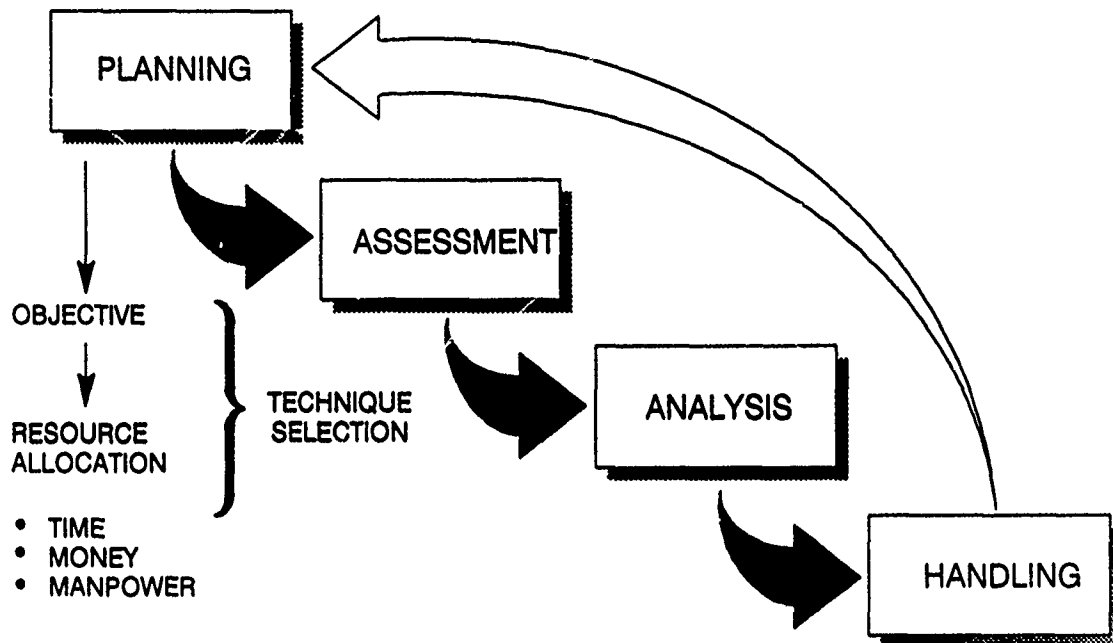 PLANNING
ASSESSMENT
OBJECTIVE
TECHNIQUE
SELECTION
ANALYSIS
RESOURCE
ALLOCATION
• TIME
• MONEY
• MANPOWER
HANDLING